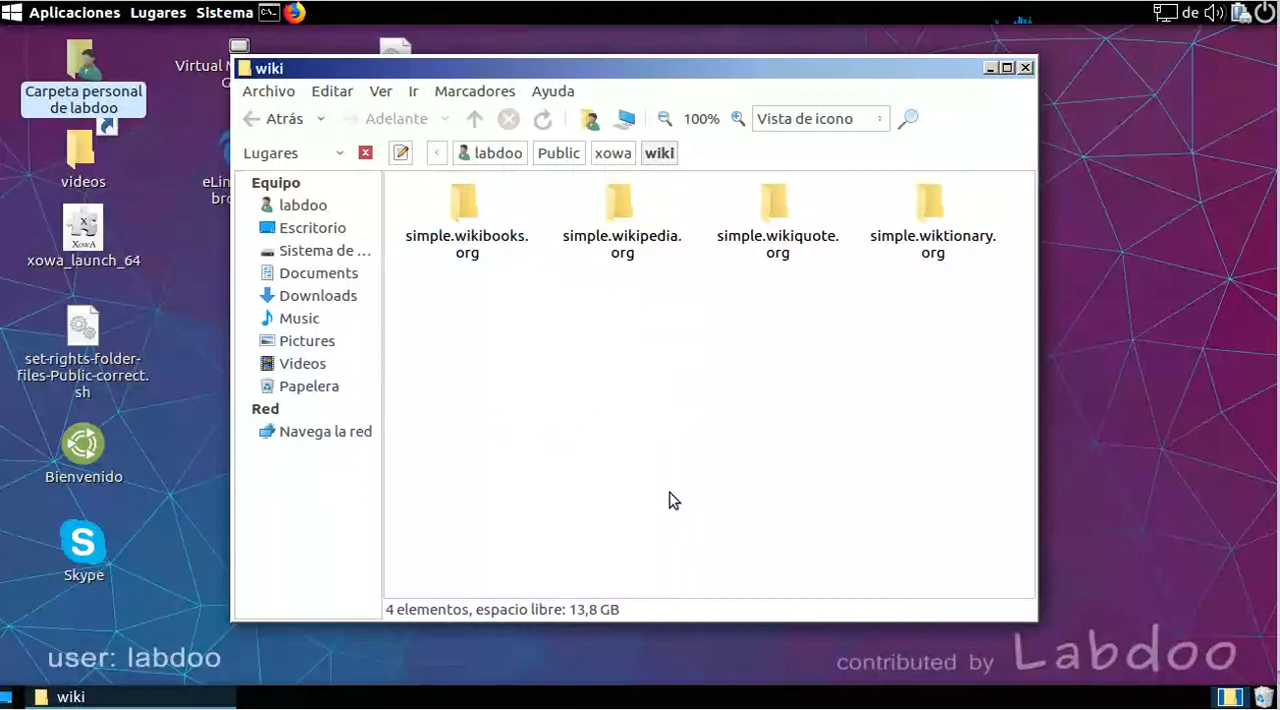 Aplicaciones Lugares Sistema
de
Carpeta personal
de labdoo
videos
XOWA
xowa_launch_64
set-rights-folder-
files-Public-correct.
sh
Bienvenido
S
Skype
user: labdoo
wiki
Archivo Editar Ver Ir Marcadores Ayuda
Atrás Adelante 100% Vista de icono
Lugares labdoo Public xowa wiki
Equipo
labdoo
Escritorio
Sistema de ...
Documents
Downloads
Music
Pictures
Videos
Papelera
Red
Navega la red
simple.wikibooks.
org
simple.wikipedia.
org
simple.wikiquote.
org
simple.wiktionary.
org
4 elementos, espacio libre: 13,8 GB
contributed by Labdoo
wiki